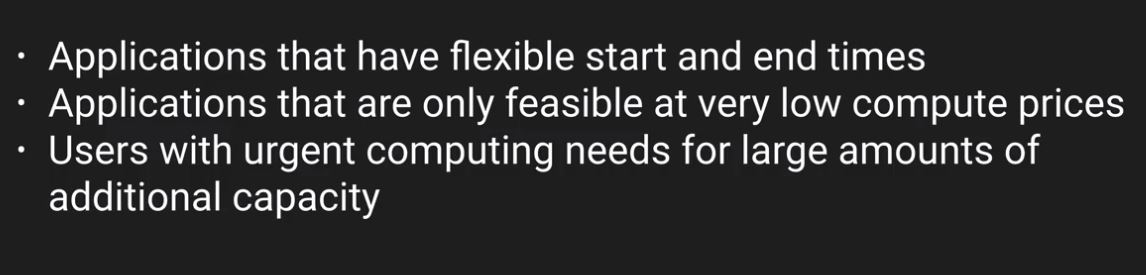 · Applications that have flexible start and end times
· Applications that are only feasible at very low compute prices
· Users with urgent computing needs for large amounts of
additional capacity